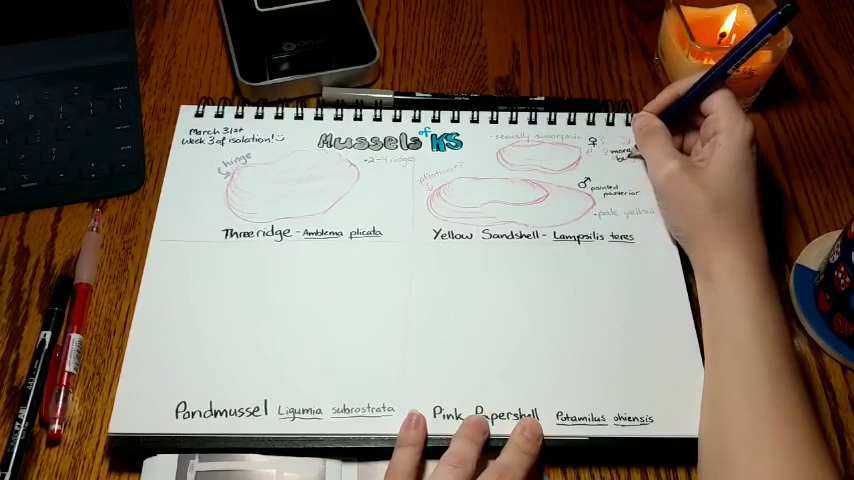 March 31st
Week 3 of isolation!
Mussels of KS
hinge
• 2-4 ridges
Threeridge - Amblema plicata
- sexually dimorphic
♀
more
♂ pointed
posterior
• pale yellow
Yellow Sandshell - Lampsilis teres
Pondmussel Ligumia subrostrata
Pink Papershell Potamilus ohiensis